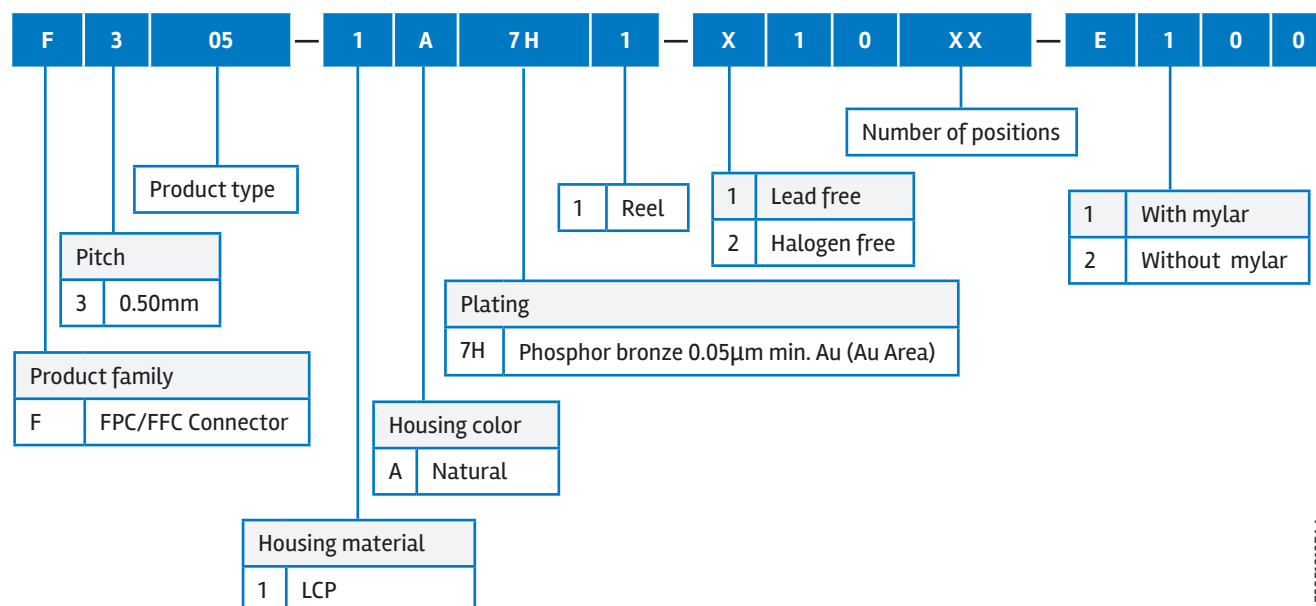 F 3 05 — 1 A 7H 1 — X 1 0 XX — E 1 0 0
Number of positions
Product type
1 Reel
1 Lead free
2 Halogen free
1 With mylar
2 Without mylar
Pitch
3 0.50mm
Plating
7H Phosphor bronze 0.05µm min. Au (Au Area)
Product family
F FPC/FFC Connector
Housing color
A Natural
Housing material
1 LCP